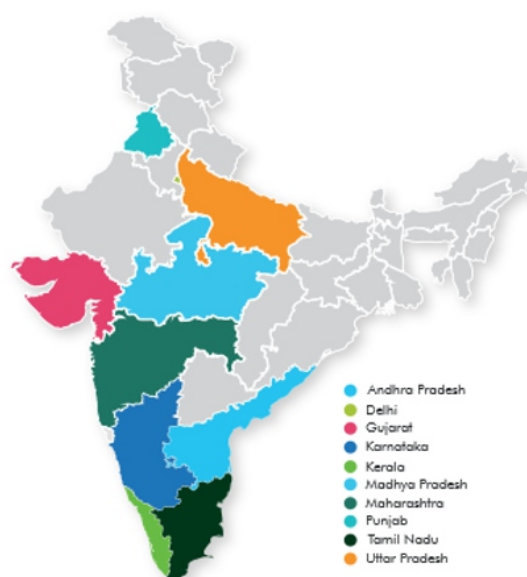 Andhra Pradesh
Delhi
Gujarat
Karnataka
Kerala
Madhya Pradesh
Maharashtra
Punjab
Tamil Nadu
Uttar Pradesh